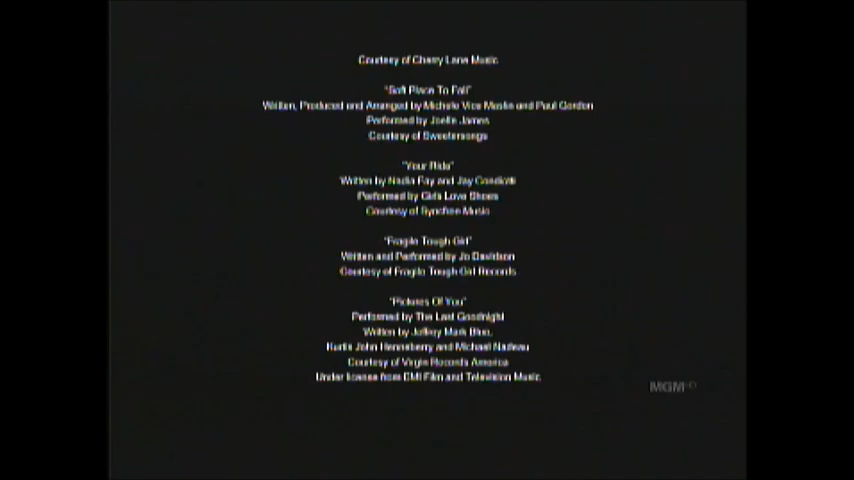 Courtesy of Cherry Lane Music
"Soft Place To Fall"
Written, Produced and Arranged by Michele Vice Maslin and Paul Gordon
Performed by Joelle James
Courtesy of Sweetersongs
"Your Ride"
Written by Nadia Fay and Jay
Performed by Girls Love Shoes
Courtesy of Synchee Music
"Fragile Tough Girl"
Written and Performed by Jo Davidson
Courtesy of Fragile Tough Girl Records
"Pictures Of You"
Performed by The Last Goodnight
Written by Jeffrey Mark Blue,
Kurtis John Henneberry and Michael Nadeau
Courtesy of Virgin Records America
Under license from EMI Film and Television Music
MGM HD